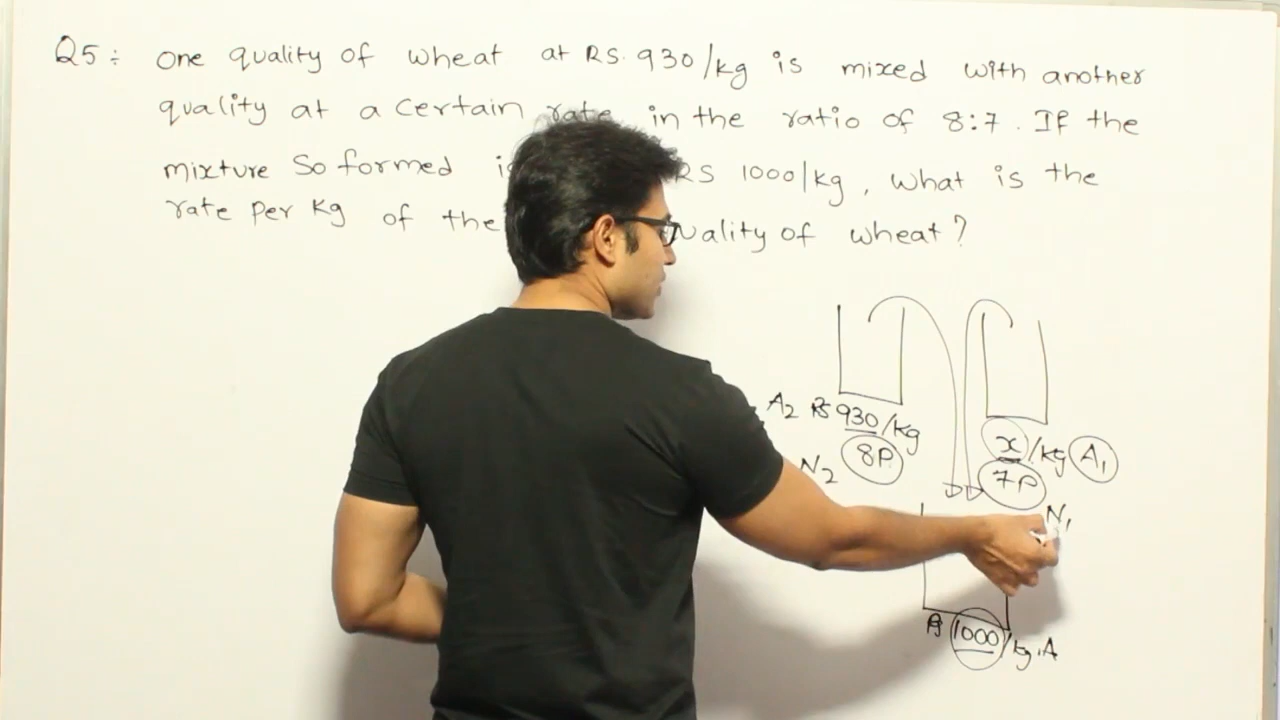 Q5÷ One quality of wheat at RS. 930/kg is mixed with another
quality at a certain rate in the ratio of 8:7. If the
mixture so formed RS 1000/kg, what is the
rate per kg of the uality of wheat?
A2 Rs 930/kg
x/kg A1
N2 8P
7P
N1
Rs 1000/kg . A